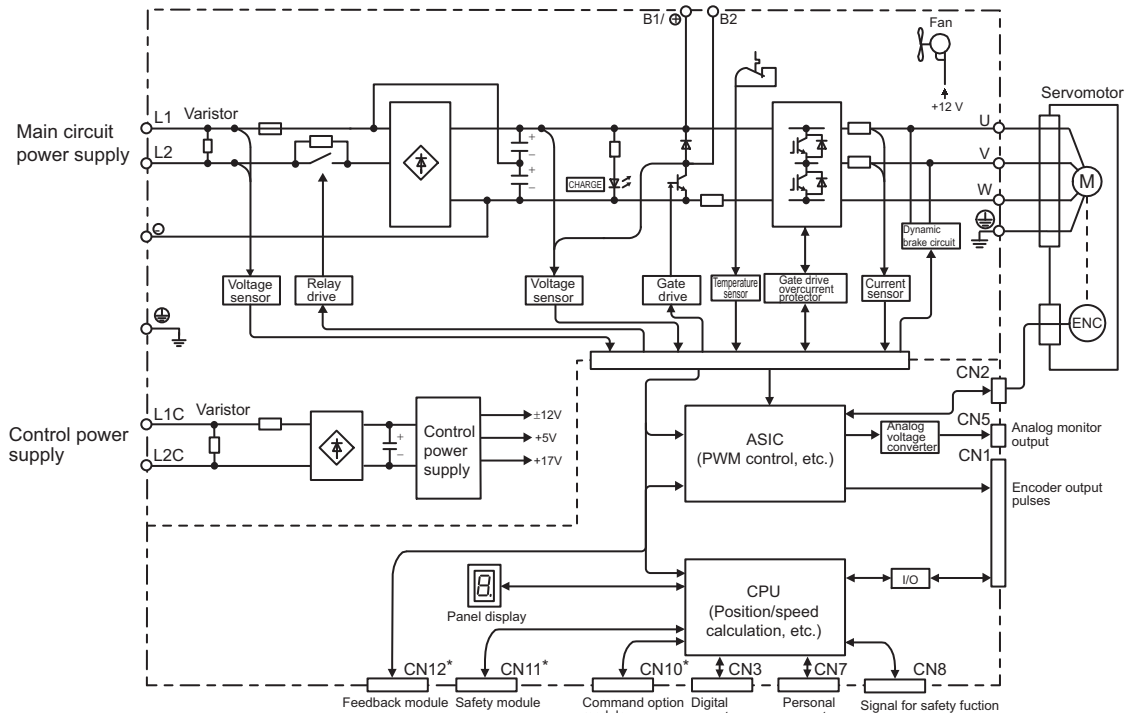 B1/ ⊕
B2
Fan
+12 V
Servomotor
Main circuit
power supply
L1
Varistor
L2
⊖
+
−
+
−
CHARGE
U
V
W
M
Dynamic
brake circuit
Voltage
sensor
Relay
drive
Voltage
sensor
Gate
drive
Temperature
sensor
Gate drive
overcurrent
protector
Current
sensor
ENC
Control power
supply
L1C
Varistor
L2C
+
−
Control
power
supply
±12V
+5V
+17V
ASIC
(PWM control, etc.)
Analog
voltage
converter
CN2
CN5
Analog monitor
output
CN1
Encoder output
pulses
CPU
(Position/speed
calculation, etc.)
I/O
8.
Panel display
CN12*
CN11*
CN10*
CN3
CN7
CN8
Feedback module
Safety module
Command option
Digital
Personal
Signal for safety fuction